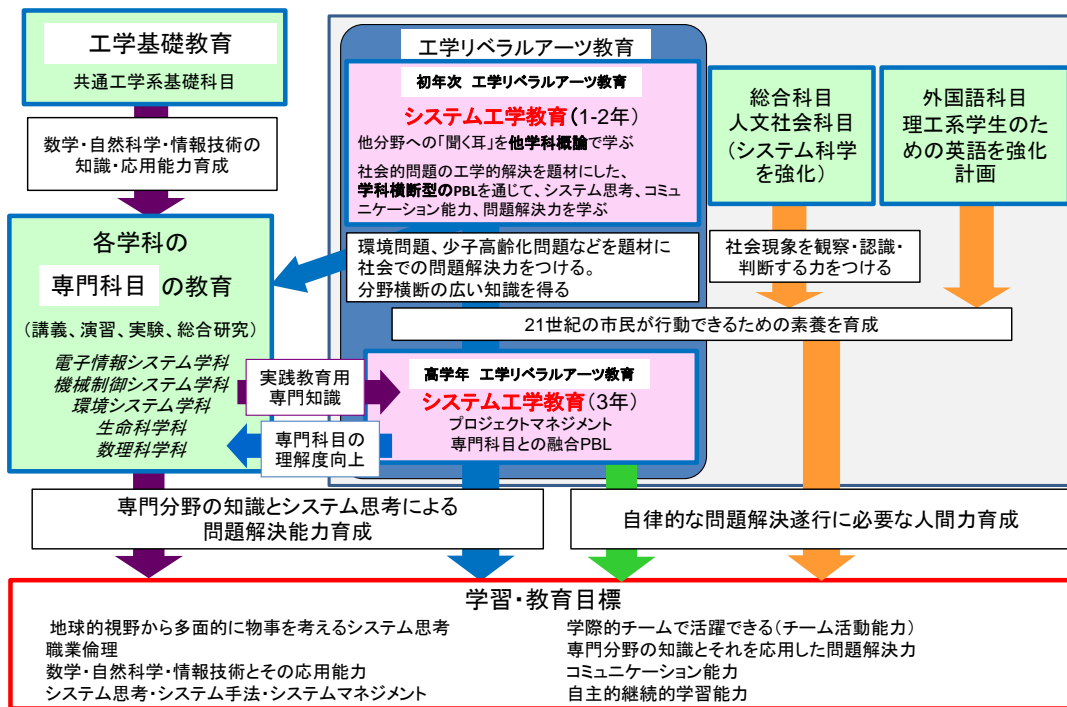 工学基礎教育
共通工学系基礎科目
数学・自然科学・情報技術の
知識・応用能力育成
各学科の
専門科目 の教育
(講義、演習、実験、総合研究)
電子情報システム学科
機械制御システム学科
環境システム学科
生命科学科
数理科学科
工学リベラルアーツ教育
初年次 工学リベラルアーツ教育
システム工学教育(1-2年)
他分野への「聞く耳」を他学科概論で学ぶ
社会的問題の工学的解決を題材にした、
学科横断型のPBLを通じて、システム思考、コミュ
ニケーション能力、問題解決力を学ぶ
環境問題、少子高齢化問題などを題材に
社会での問題解決力をつける。
分野横断の広い知識を得る
総合科目
人文社会科目
(システム科学
を強化)
外国語科目
理工系学生のた
めの英語を強化
計画
社会現象を観察・認識・
判断する力をつける
21世紀の市民が行動できるための素養を育成
実践教育用
専門知識
専門科目の
理解度向上
高学年 工学リベラルアーツ教育
システム工学教育(3年)
プロジェクトマネジメント
専門科目との融合PBL
専門分野の知識とシステム思考による
問題解決能力育成
自律的な問題解決遂行に必要な人間力育成
学習・教育目標
地球的視野から多面的に物事を考えるシステム思考
職業倫理
数学・自然科学・情報技術とその応用能力
システム思考・システム手法・システムマネジメント
学際的チームで活躍できる(チーム活動能力)
専門分野の知識とそれを応用した問題解決力
コミュニケーション能力
自主的継続的学習能力